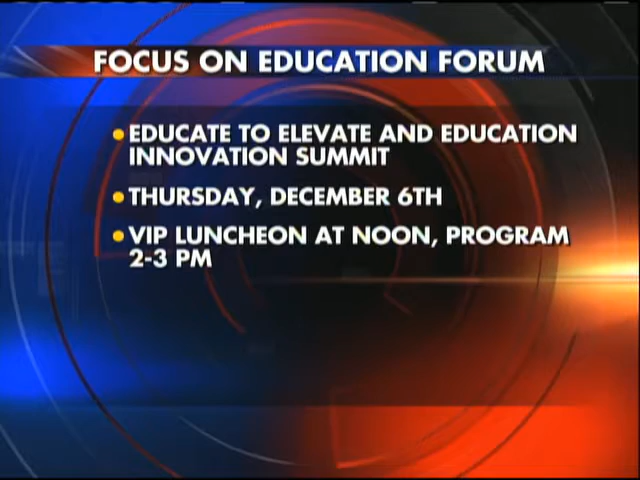 FOCUS ON EDUCATION FORUM
• EDUCATE TO ELEVATE AND EDUCATION
INNOVATION SUMMIT
• THURSDAY, DECEMBER 6TH
• VIP LUNCHEON AT NOON, PROGRAM
2-3 PM